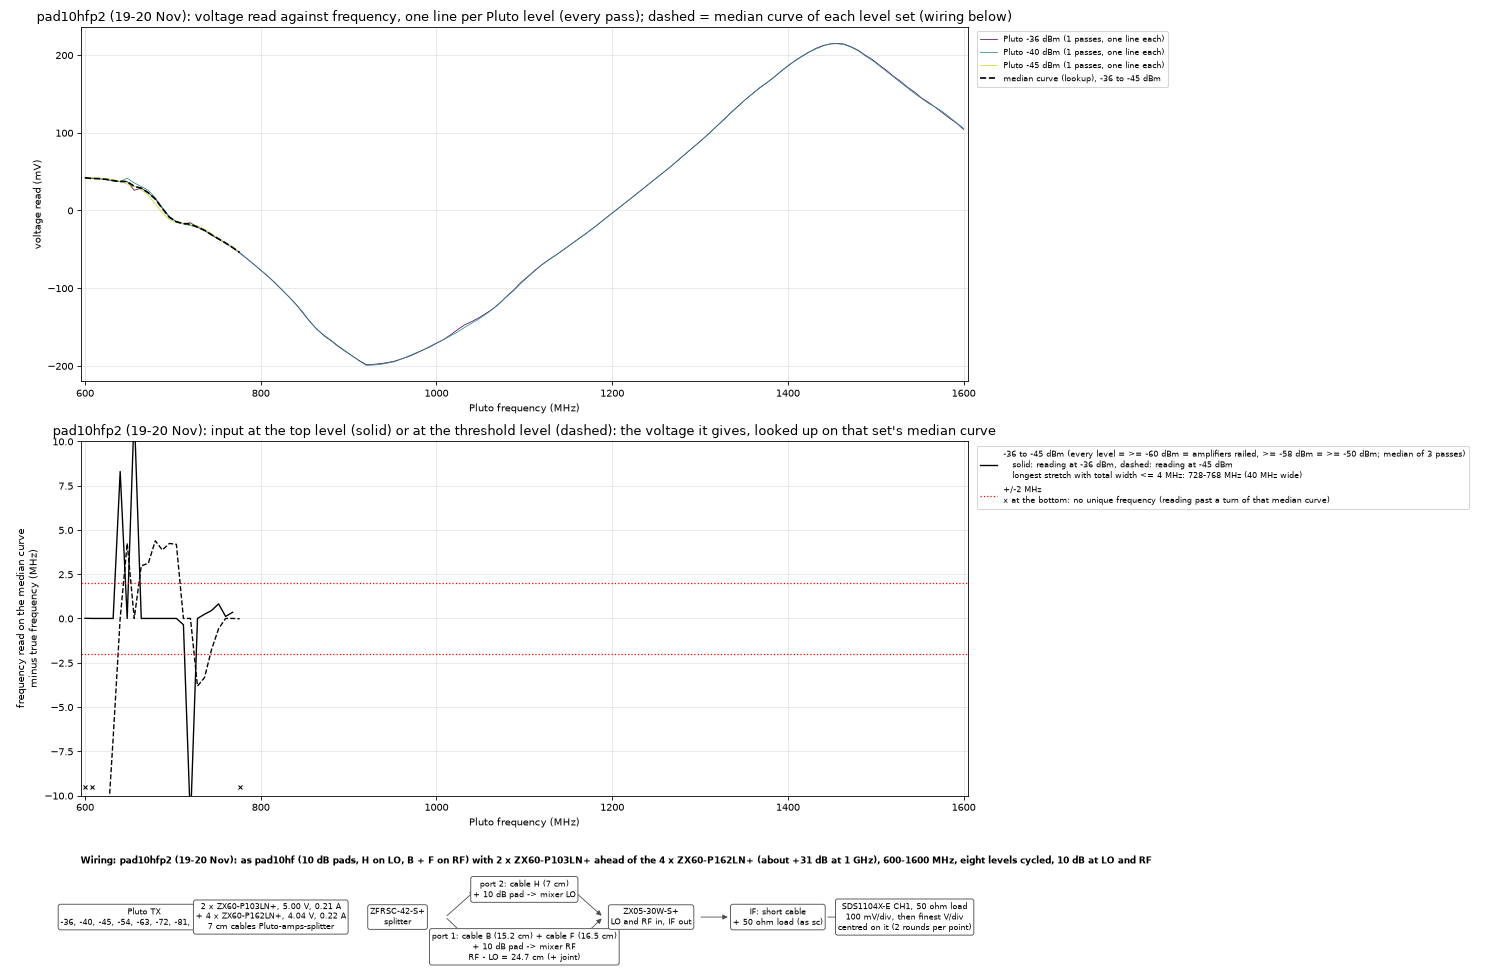 pad10hfp2 (19-20 Nov): voltage read against frequency, one line per Pluto level (every pass); dashed = median curve of each level set (wiring below)
voltage read (mV)
200
100
0
−100
−200
600
800
1000
1200
1400
1600
Pluto frequency (MHz)
Pluto -36 dBm (1 passes, one line each)
Pluto -40 dBm (1 passes, one line each)
Pluto -45 dBm (1 passes, one line each)
median curve (lookup), -36 to -45 dBm
pad10hfp2 (19-20 Nov): input at the top level (solid) or at the threshold level (dashed): the voltage it gives, looked up on that set's median curve
frequency read on the median curve
minus true frequency (MHz)
10.0
7.5
5.0
2.5
0.0
−2.5
−5.0
−7.5
−10.0
600
800
1000
1200
1400
1600
Pluto frequency (MHz)
-36 to -45 dBm (every level = >= -60 dBm = amplifiers railed, >= -58 dBm = >= -50 dBm; median of 3 passes)
solid: reading at -36 dBm, dashed: reading at -45 dBm
longest stretch with total width <= 4 MHz: 728-768 MHz (40 MHz wide)
+/-2 MHz
x at the bottom: no unique frequency (reading past a turn of that median curve)
Wiring: pad10hfp2 (19-20 Nov): as pad10hf (10 dB pads, H on LO, B + F on RF) with 2 x ZX60-P103LN+ ahead of the 4 x ZX60-P162LN+ (about +31 dB at 1 GHz), 600-1600 MHz, eight levels cycled, 10 dB at LO and RF
Pluto TX
-36, -40, -45, -54, -63, -72, -81,
2 x ZX60-P103LN+, 5.00 V, 0.21 A
+ 4 x ZX60-P162LN+, 4.04 V, 0.22 A
7 cm cables Pluto-amps-splitter
ZFRSC-42-S+
splitter
port 2: cable H (7 cm)
+ 10 dB pad -> mixer LO
port 1: cable B (15.2 cm) + cable F (16.5 cm)
+ 10 dB pad -> mixer RF
RF - LO = 24.7 cm (+ joint)
ZX05-30W-S+
LO and RF in, IF out
IF: short cable
+ 50 ohm load (as sc)
SDS1104X-E CH1, 50 ohm load
100 mV/div, then finest V/div
centred on it (2 rounds per point)